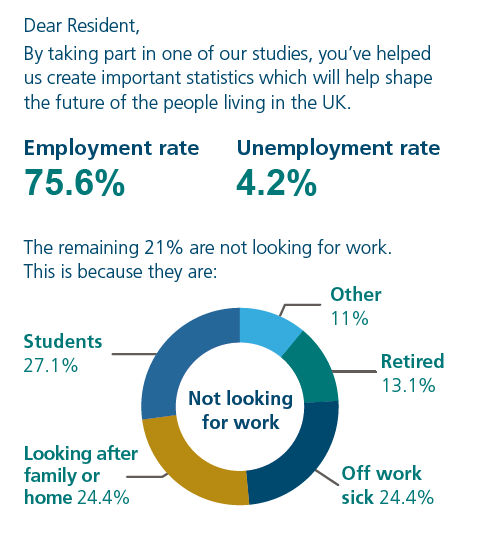 Dear Resident,
By taking part in one of our studies, you’ve helped
us create important statistics which will help shape
the future of the people living in the UK.
Employment rate
75.6%
Unemployment rate
4.2%
The remaining 21% are not looking for work.
This is because they are:
Other
11%
Students
27.1%
Retired
13.1%
Not looking
for work
Looking after
family or
home 24.4%
Off work
sick 24.4%